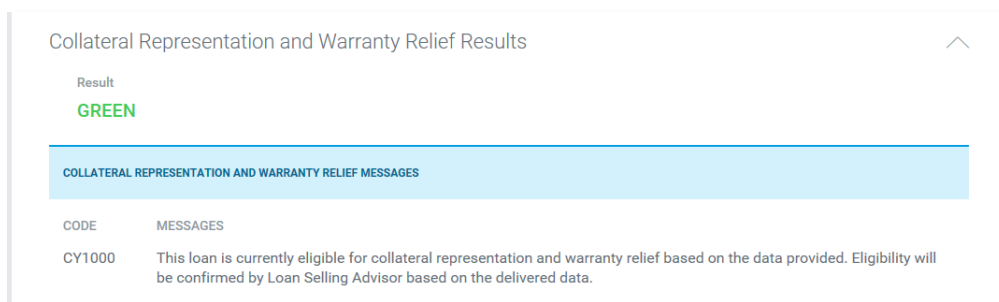 Collateral Representation and Warranty Relief Results
Result
GREEN
COLLATERAL REPRESENTATION AND WARRANTY RELIEF MESSAGES
CODE MESSAGES
CY1000 This loan is currently eligible for collateral representation and warranty relief based on the data provided. Eligibility will
be confirmed by Loan Selling Advisor based on the delivered data.